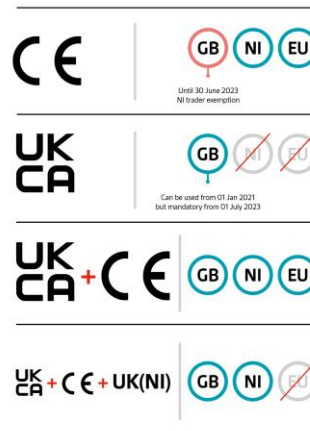 CE
GB NI EU
Until 30 June 2023
NI trader exemption
UK
CA
GB NI EU
Can be used from 01 Jan 2021
but mandatory from 01 July 2023
UK
CA + CE
GB NI EU
UK
CA + CE + UK(NI)
GB NI EU